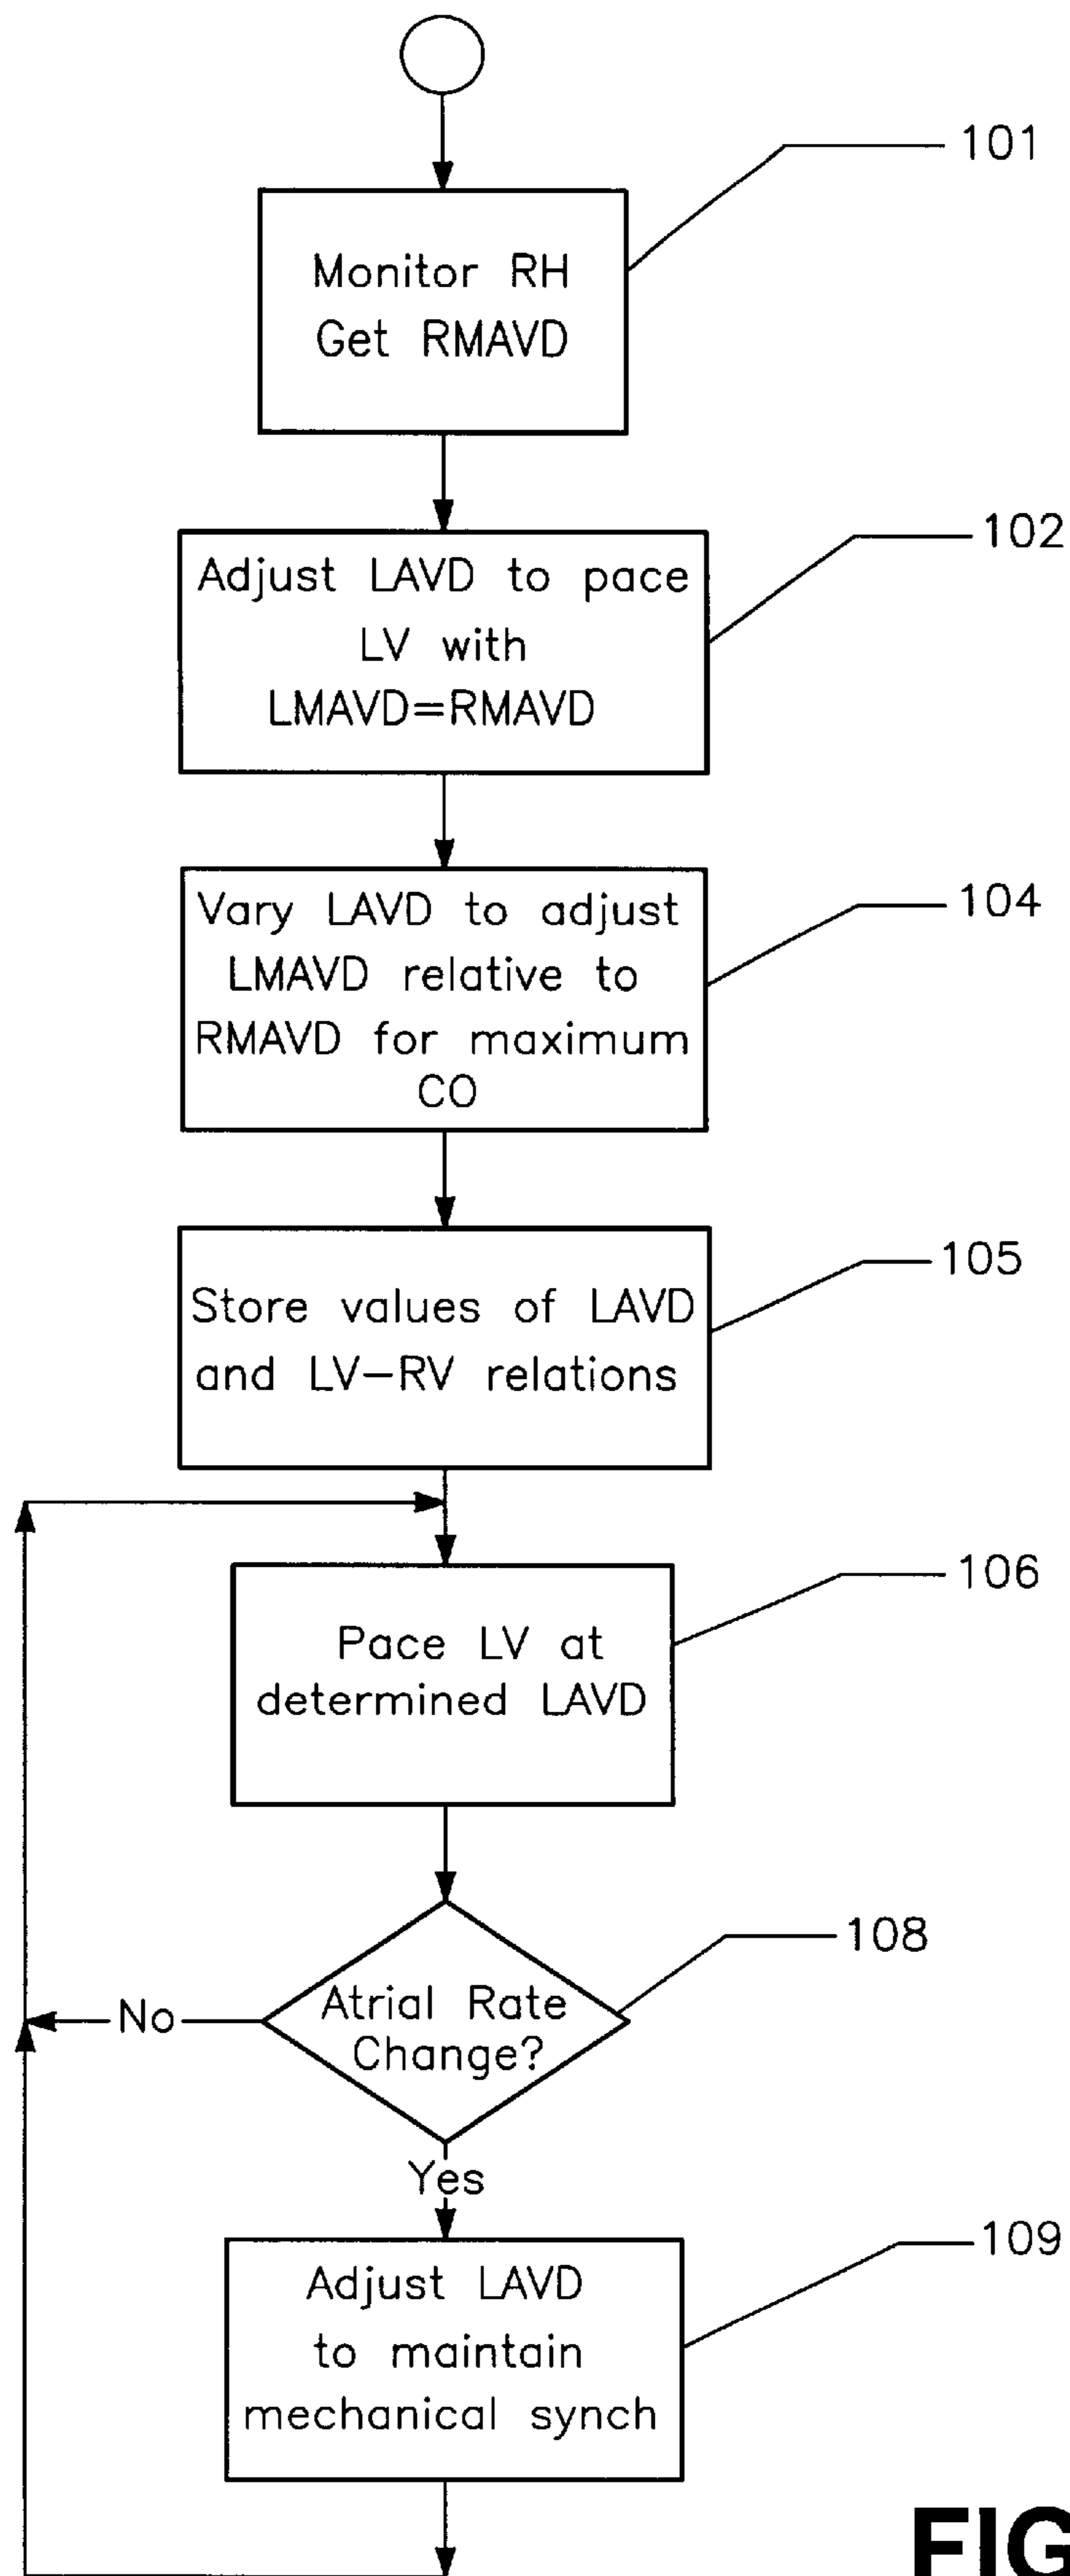 101
Monitor RH
Get RMAVD
102
Adjust LAVD to pace
LV with
LMAVD=RMAVD
104
Vary LAVD to adjust
LMAVD relative to
RMAVD for maximum
CO
105
Store values of LAVD
and LV-RV relations
106
Pace LV at
determined LAVD
108
Atrial Rate
Change?
No
Yes
109
Adjust LAVD
to maintain
mechanical synch
FIG